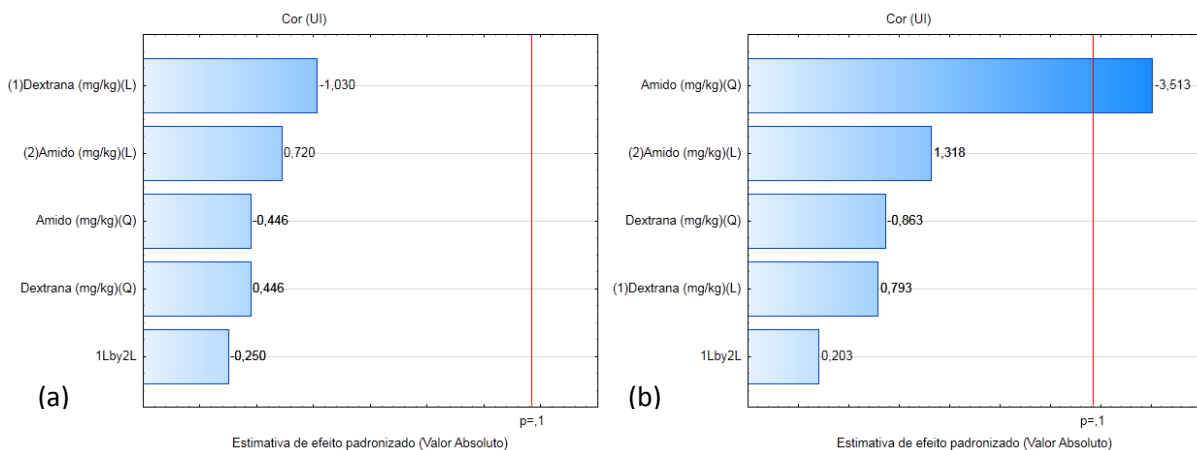 Cor (UI)
(1)Dextrana (mg/kg)(L)
-1,030
(2)Amido (mg/kg)(L)
0,720
Amido (mg/kg)(Q)
-0,446
Dextrana (mg/kg)(Q)
0,446
1Lby2L
-0,250
(a)
p=,1
Estimativa de efeito padronizado (Valor Absoluto)
Cor (UI)
Amido (mg/kg)(Q)
-3,513
(2)Amido (mg/kg)(L)
1,318
Dextrana (mg/kg)(Q)
-0,863
(1)Dextrana (mg/kg)(L)
0,793
1Lby2L
0,203
(b)
p=,1
Estimativa de efeito padronizado (Valor Absoluto)